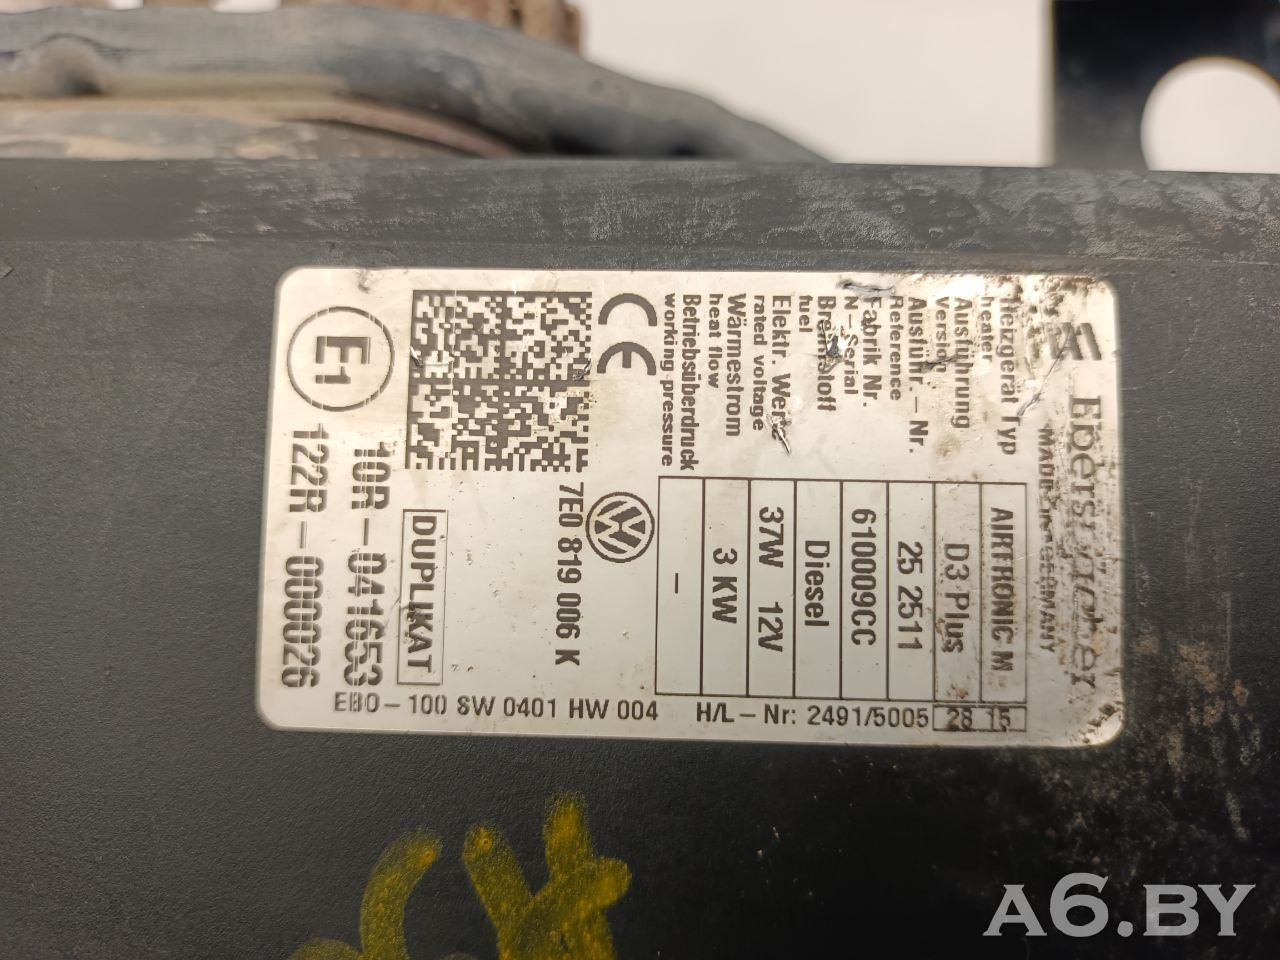 Eberspächer
MADE IN GERMANY
Heizgerät Typ
heater
AIRTRONIC M
Ausführung
Version
D3 Plus
Ausführ.-Nr.
Reference
25 2511
Fabrik Nr.
N-Serial
610009CC
Brennstoff
fuel
Diesel
Elektr. Werte
rated voltage
37W 12V
Wärmestrom
heat flow
3 KW
Betriebsüberdruck
working pressure
-
CE
7E0 819 006 K
DUPLIKAT
E1
10R-041653
122R-000026
EBO-100 SW 0401 HW 004 H/L-Nr: 2491/5005 28 15
A6.BY